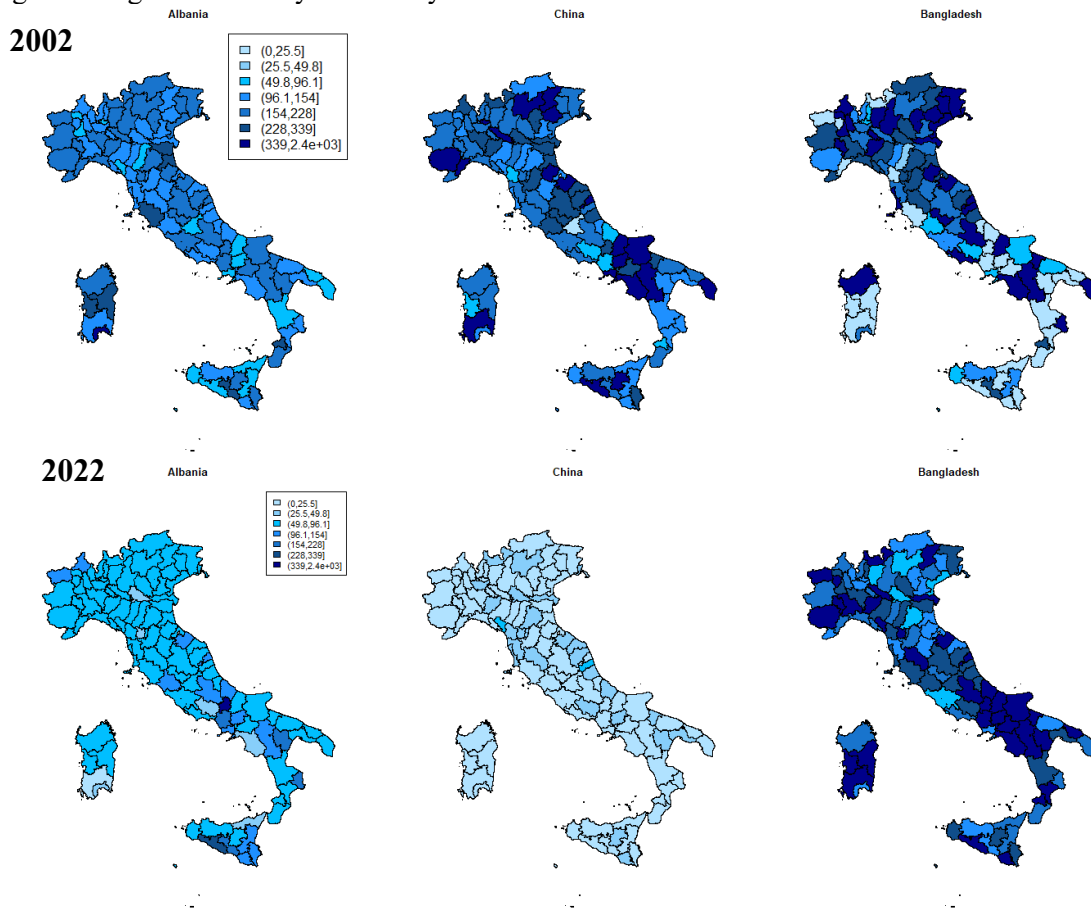 Albania
China
Bangladesh
2002
(0,25.5]
(25.5,49.8]
(49.8,96.1]
(96.1,154]
(154,228]
(228,339]
(339,2.4e+03]
2022
Albania
China
Bangladesh
(0,25.5]
(25.5,49.8]
(49.8,96.1]
(96.1,154]
(154,228]
(228,339]
(339,2.4e+03]